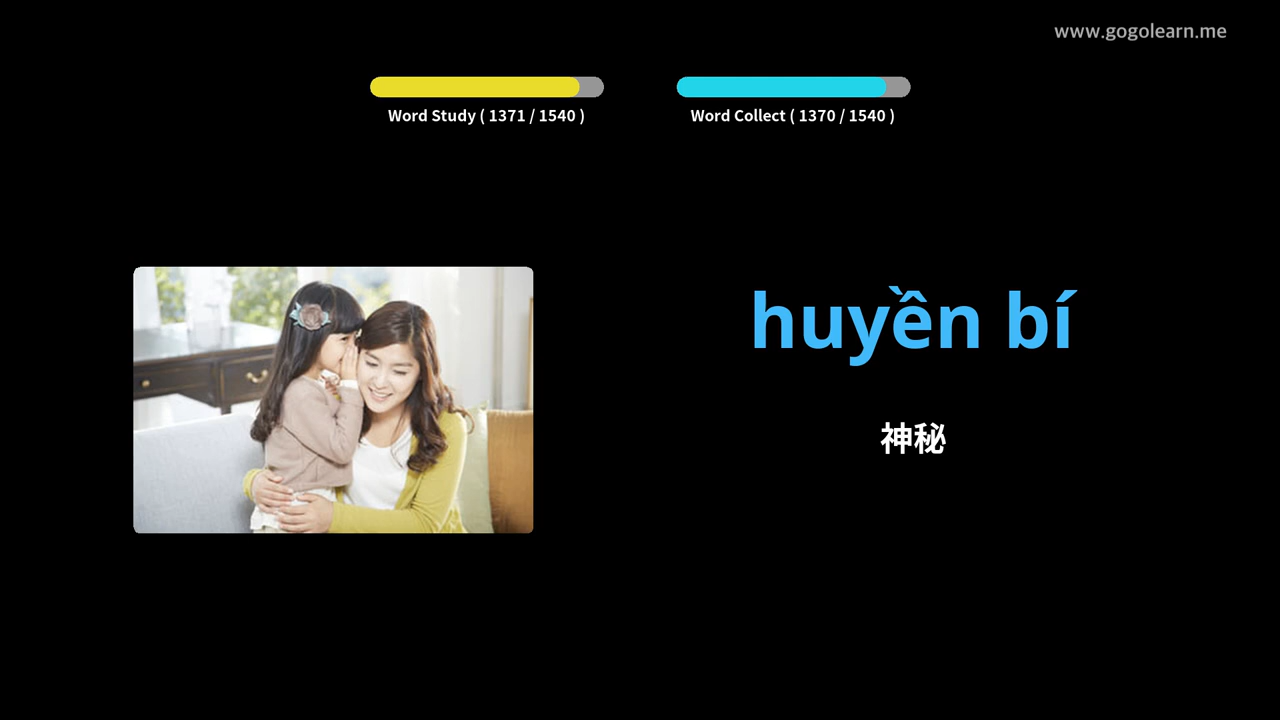 www.gogolearn.me
Word Study ( 1371 / 1540 )
Word Collect ( 1370 / 1540 )
huyền bí
神秘